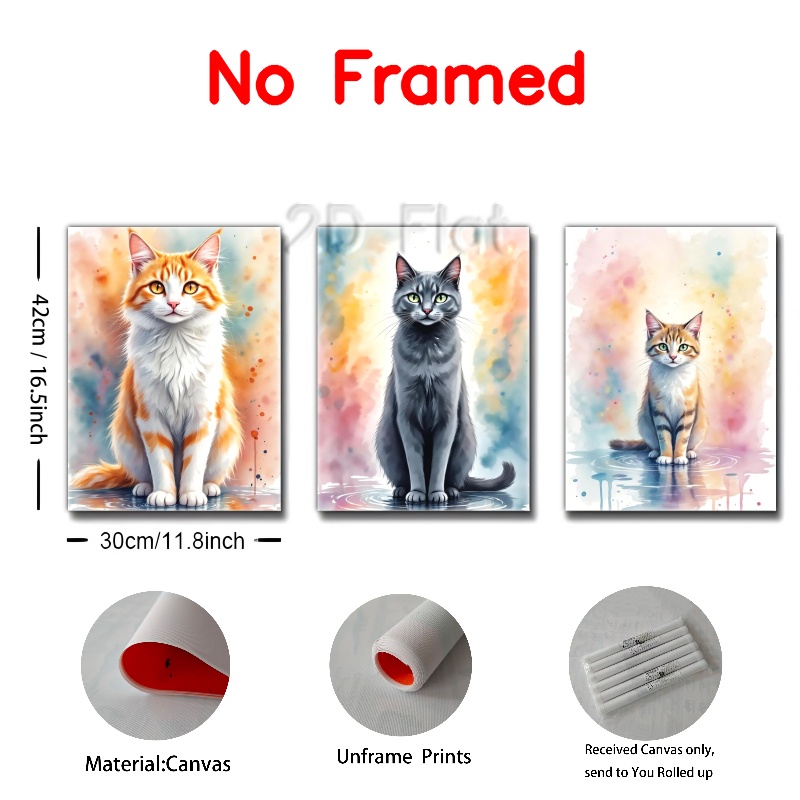 No Framed
2D Flat
42cm / 16.5inch
30cm/11.8inch
Material:Canvas
Unframe Prints
Received Canvas only,
send to You Rolled up